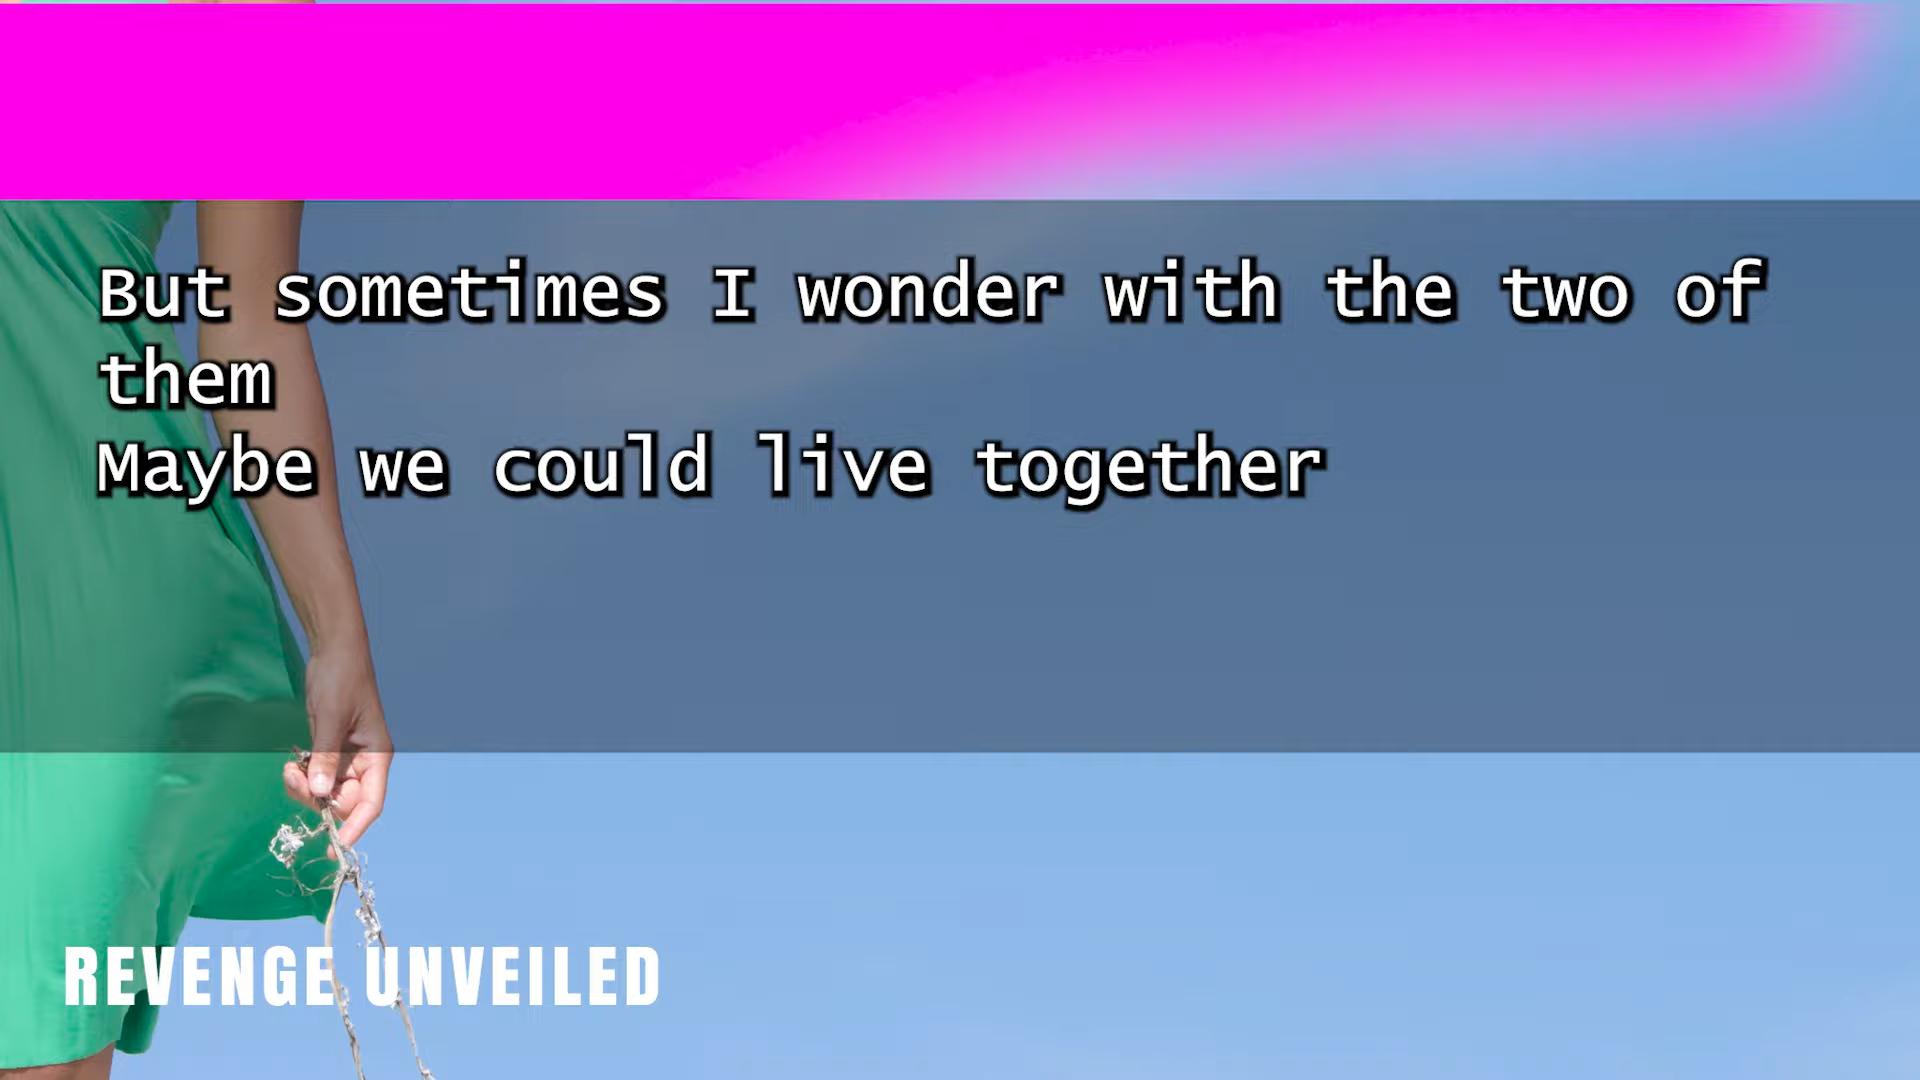 But sometimes I wonder with the two of
them
Maybe we could live together
REVENGE UNVEILED